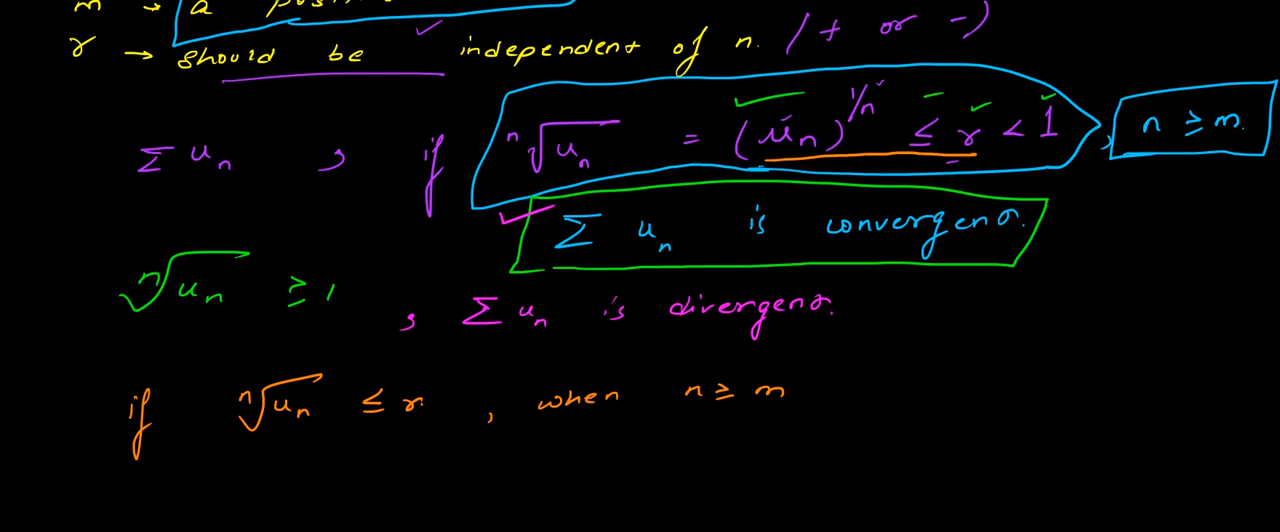 m → a
r → should be independent of n. (+ or -)
Σ uₙ , if ⁿ√uₙ = (uₙ)^1/n ≤ r < 1 , n ≥ m.
Σ uₙ is convergent.
ⁿ√uₙ ≥ 1 , Σ uₙ is divergent.
if ⁿ√uₙ ≤ r. , when n ≥ m